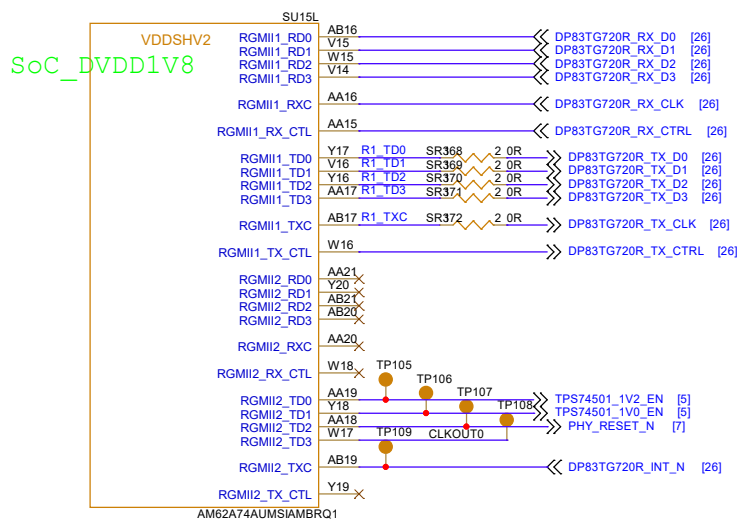 SU15L
VDDSHV2
SoC_DVDD1V8
RGMII1_RD0 AB16 DP83TG720R_RX_D0 [26]
RGMII1_RD1 V15 DP83TG720R_RX_D1 [26]
RGMII1_RD2 W15 DP83TG720R_RX_D2 [26]
RGMII1_RD3 V14 DP83TG720R_RX_D3 [26]
RGMII1_RXC AA16 DP83TG720R_RX_CLK [26]
RGMII1_RX_CTL AA15 DP83TG720R_RX_CTRL [26]
RGMII1_TD0 Y17 R1_TD0 SR368 2 0R DP83TG720R_TX_D0 [26]
RGMII1_TD1 V16 R1_TD1 SR369 2 0R DP83TG720R_TX_D1 [26]
RGMII1_TD2 Y16 R1_TD2 SR370 2 0R DP83TG720R_TX_D2 [26]
RGMII1_TD3 AA17 R1_TD3 SR371 2 0R DP83TG720R_TX_D3 [26]
RGMII1_TXC AB17 R1_TXC SR372 2 0R DP83TG720R_TX_CLK [26]
RGMII1_TX_CTL W16 DP83TG720R_TX_CTRL [26]
RGMII2_RD0 AA21
RGMII2_RD1 Y20
RGMII2_RD2 AB21
RGMII2_RD3 AB20
RGMII2_RXC AA20
RGMII2_RX_CTL W18
TP105
TP106
TP107
TP108
RGMII2_TD0 AA19 TPS74501_1V2_EN [5]
RGMII2_TD1 Y18 TPS74501_1V0_EN [5]
RGMII2_TD2 AA18 PHY_RESET_N [7]
RGMII2_TD3 W17 TP109 CLKOUT0
RGMII2_TXC AB19 DP83TG720R_INT_N [26]
RGMII2_TX_CTL Y19
AM62A74AUMSIAMBRQ1